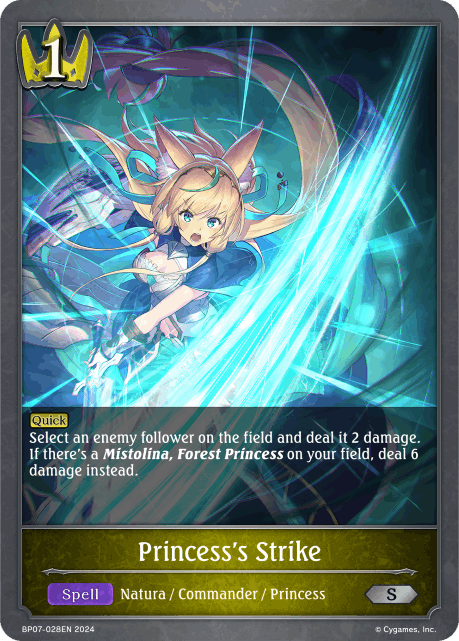 1
Quick
Select an enemy follower on the field and deal it 2 damage.
If there's a Mistolina, Forest Princess on your field, deal 6
damage instead.
Princess's Strike
Spell
Natura / Commander / Princess
S
BP07-028EN 2024
© Cygames, Inc.